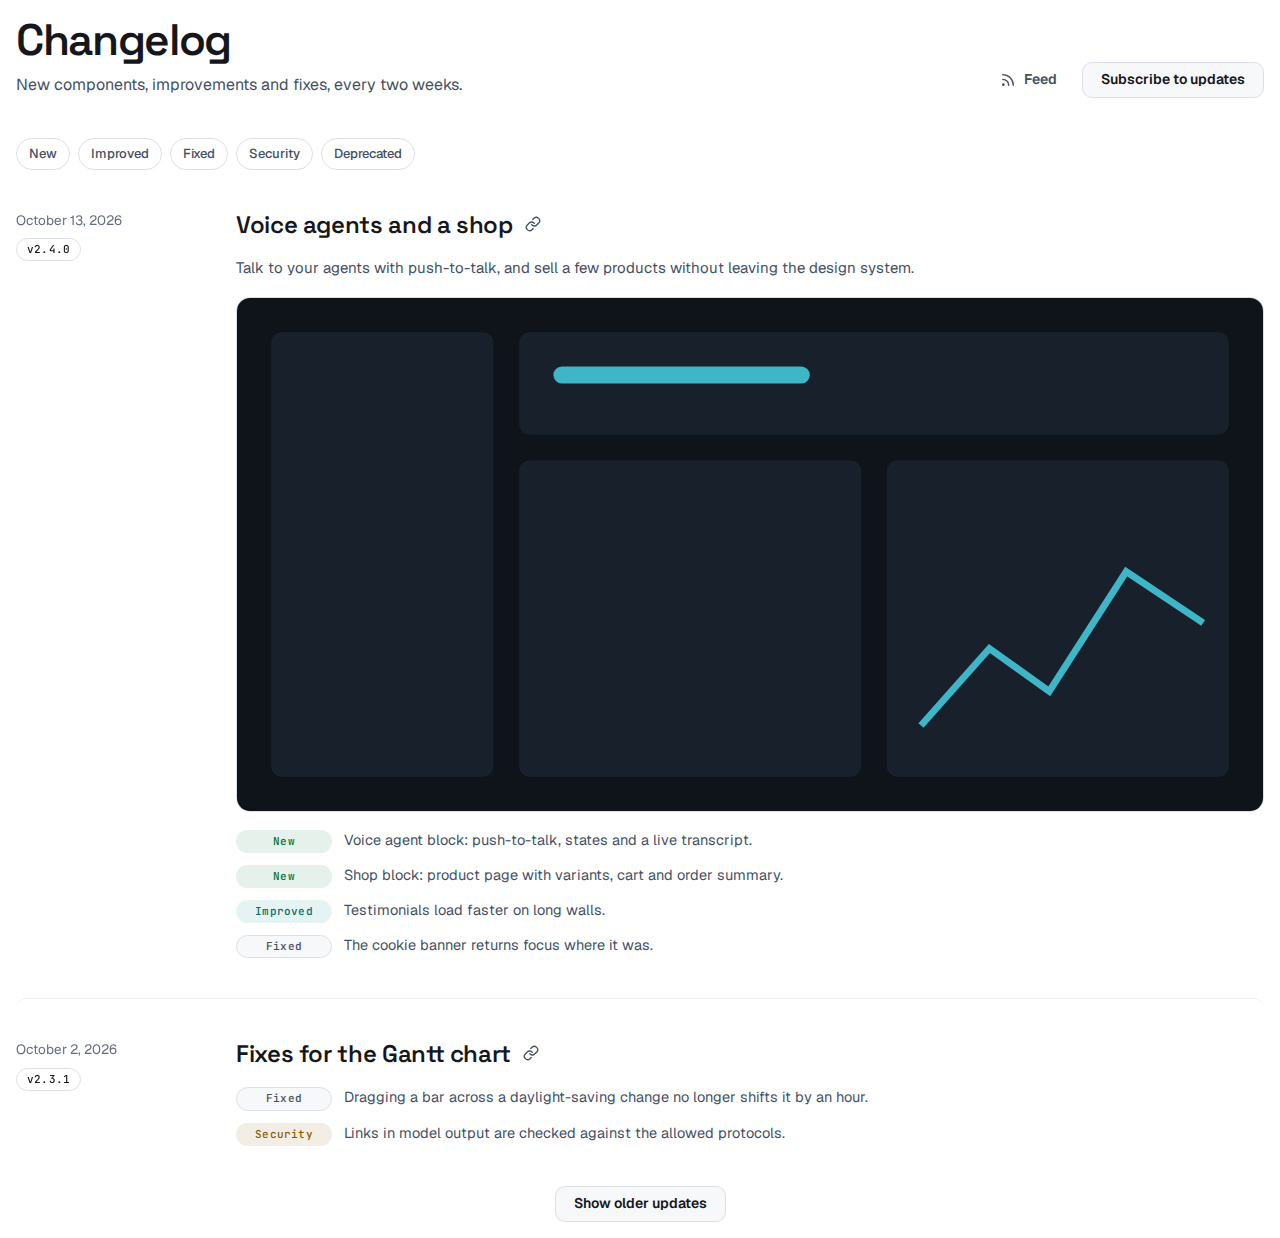 Changelog
New components, improvements and fixes, every two weeks.
Feed
Subscribe to updates
New
Improved
Fixed
Security
Deprecated
October 13, 2026
v2.4.0
Voice agents and a shop
Talk to your agents with push-to-talk, and sell a few products without leaving the design system.
New
Voice agent block: push-to-talk, states and a live transcript.
New
Shop block: product page with variants, cart and order summary.
Improved
Testimonials load faster on long walls.
Fixed
The cookie banner returns focus where it was.
October 2, 2026
v2.3.1
Fixes for the Gantt chart
Fixed
Dragging a bar across a daylight-saving change no longer shifts it by an hour.
Security
Links in model output are checked against the allowed protocols.
Show older updates